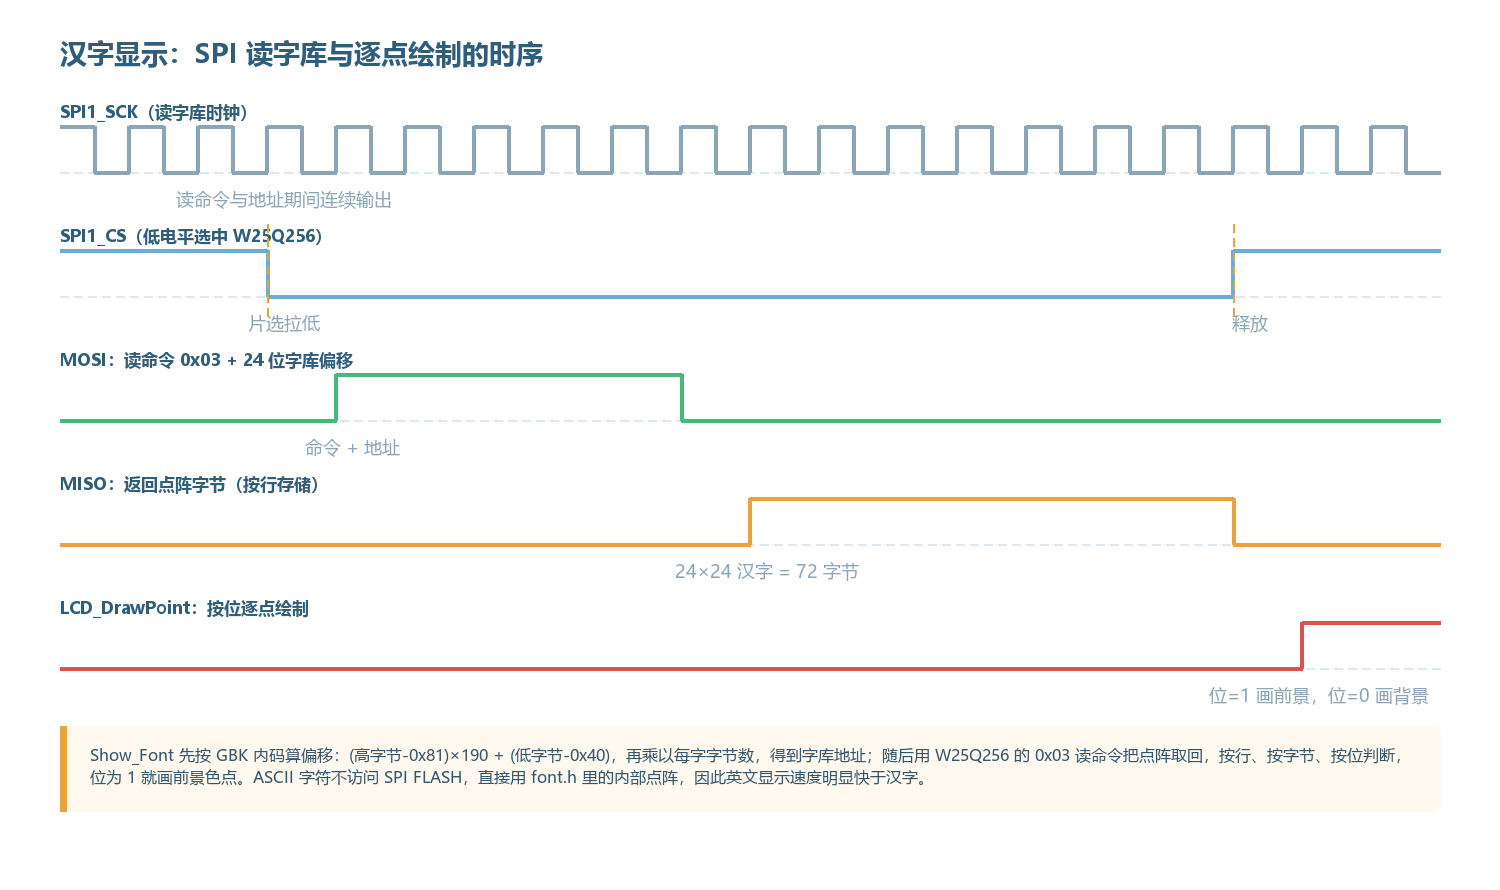 汉字显示：SPI 读字库与逐点绘制的时序
SPI1_SCK（读字库时钟）
读命令与地址期间连续输出
SPI1_CS（低电平选中 W25Q256）
片选拉低
释放
MOSI：读命令 0x03 + 24 位字库偏移
命令 + 地址
MISO：返回点阵字节（按行存储）
24×24 汉字 = 72 字节
LCD_DrawPoint：按位逐点绘制
位=1 画前景，位=0 画背景
Show_Font 先按 GBK 内码算偏移：(高字节-0x81)×190 + (低字节-0x40)，再乘以每字字节数，得到字库地址；随后用 W25Q256 的 0x03 读命令把点阵取回，按行、按字节、按位判断，
位为 1 就画前景色点。ASCII 字符不访问 SPI FLASH，直接用 font.h 里的内部点阵，因此英文显示速度明显快于汉字。